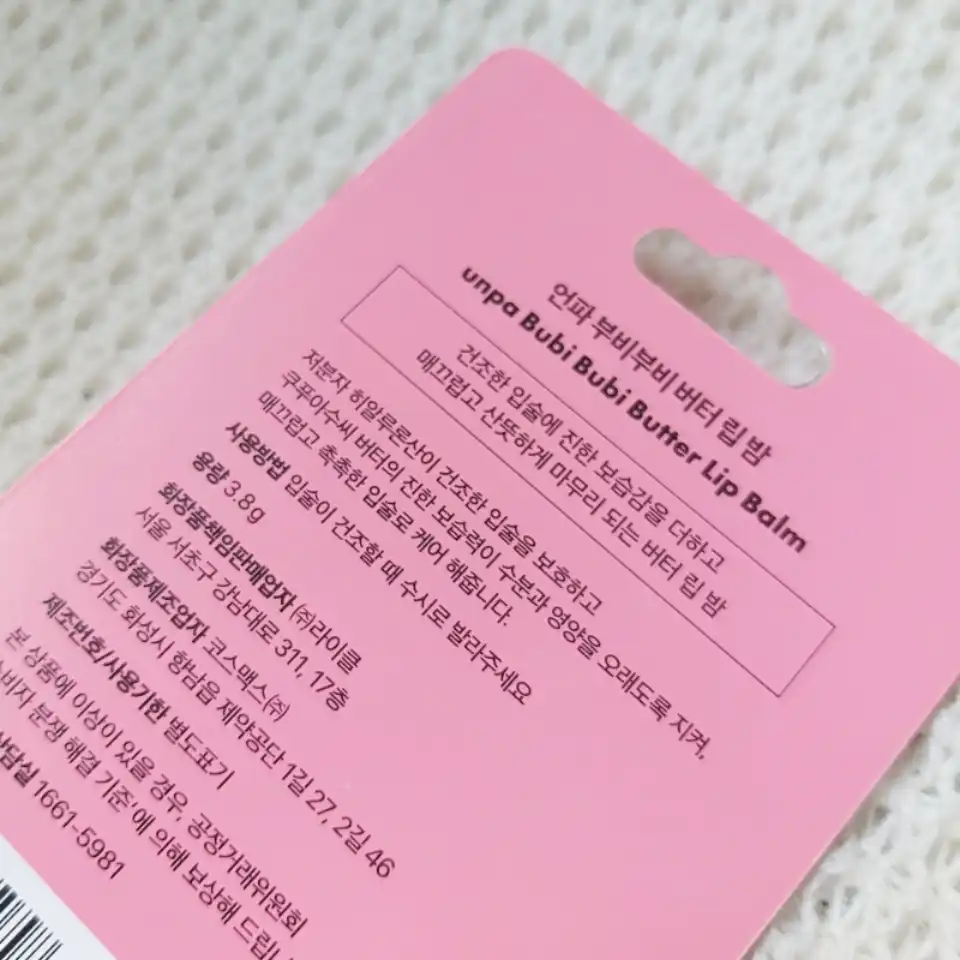 언파 부비부비 버터 립 밤
unpa Bubi Bubi Butter Lip Balm
건조한 입술에 진한 보습감을 더하고
매끄럽고 산뜻하게 마무리 되는 버터 립 밤
저분자 히알루론산이 건조한 입술을 보호하고
쿠푸아수씨 버터의 진한 보습력이 수분과 영양을 오래도록 지켜,
매끄럽고 촉촉한 입술로 케어 해줍니다.
사용방법 입술이 건조할 때 수시로 발라주세요
용량 3.8g
화장품책임판매업자 ㈜라이클
서울 서초구 강남대로 311, 17층
화장품제조업자 코스맥스㈜
경기도 화성시 향남읍 제약공단 1길 27, 2길 46
제조번호/사용기한 별도표기
본 상품에 이상이 있을 경우, 공정거래위원회
분쟁 해결 기준'에 의해 보상해
1661-5981